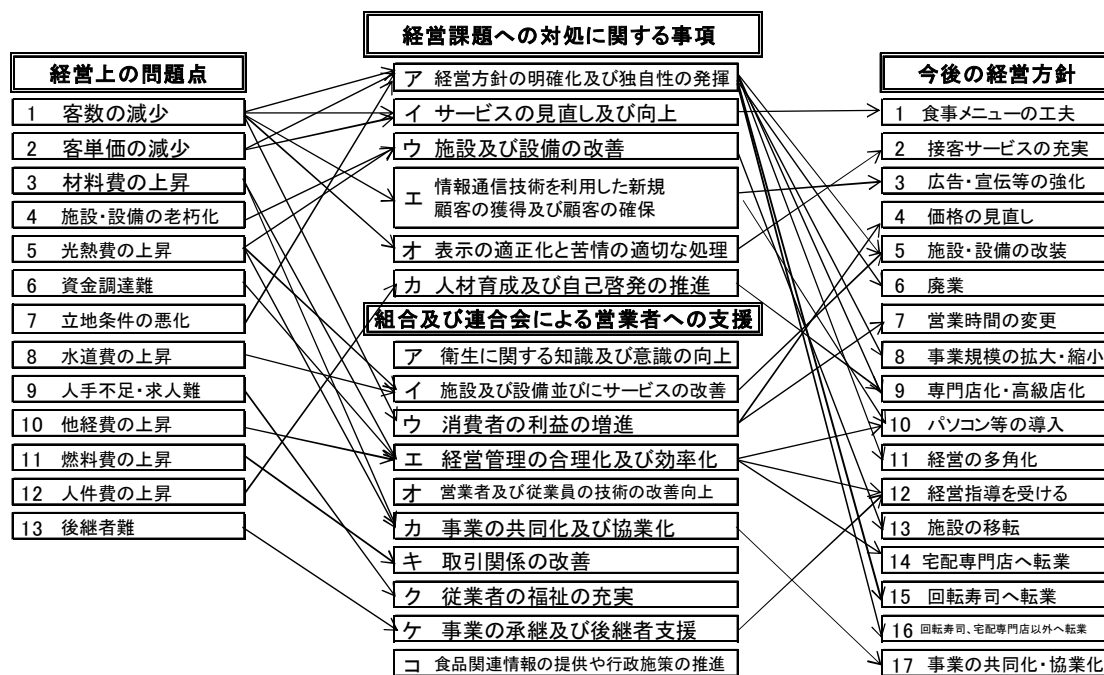 経営課題への対処に関する事項
経営上の問題点
1 客数の減少
2 客単価の減少
3 材料費の上昇
4 施設・設備の老朽化
5 光熱費の上昇
6 資金調達難
7 立地条件の悪化
8 水道費の上昇
9 人手不足・求人難
10 他経費の上昇
11 燃料費の上昇
12 人件費の上昇
13 後継者難
ア 経営方針の明確化及び独自性の発揮
イ サービスの見直し及び向上
ウ 施設及び設備の改善
エ 情報通信技術を利用した新規
顧客の獲得及び顧客の確保
オ 表示の適正化と苦情の適切な処理
カ 人材育成及び自己啓発の推進
組合及び連合会による営業者への支援
ア 衛生に関する知識及び意識の向上
イ 施設及び設備並びにサービスの改善
ウ 消費者の利益の増進
エ 経営管理の合理化及び効率化
オ 営業者及び従業員の技術の改善向上
カ 事業の共同化及び協業化
キ 取引関係の改善
ク 従業者の福祉の充実
ケ 事業の承継及び後継者支援
コ 食品関連情報の提供や行政施策の推進
今後の経営方針
1 食事メニューの工夫
2 接客サービスの充実
3 広告・宣伝等の強化
4 価格の見直し
5 施設・設備の改装
6 廃業
7 営業時間の変更
8 事業規模の拡大・縮小
9 専門店化・高級店化
10 パソコン等の導入
11 経営の多角化
12 経営指導を受ける
13 施設の移転
14 宅配専門店へ転業
15 回転寿司へ転業
16 回転寿司、宅配専門店以外へ転業
17 事業の共同化・協業化